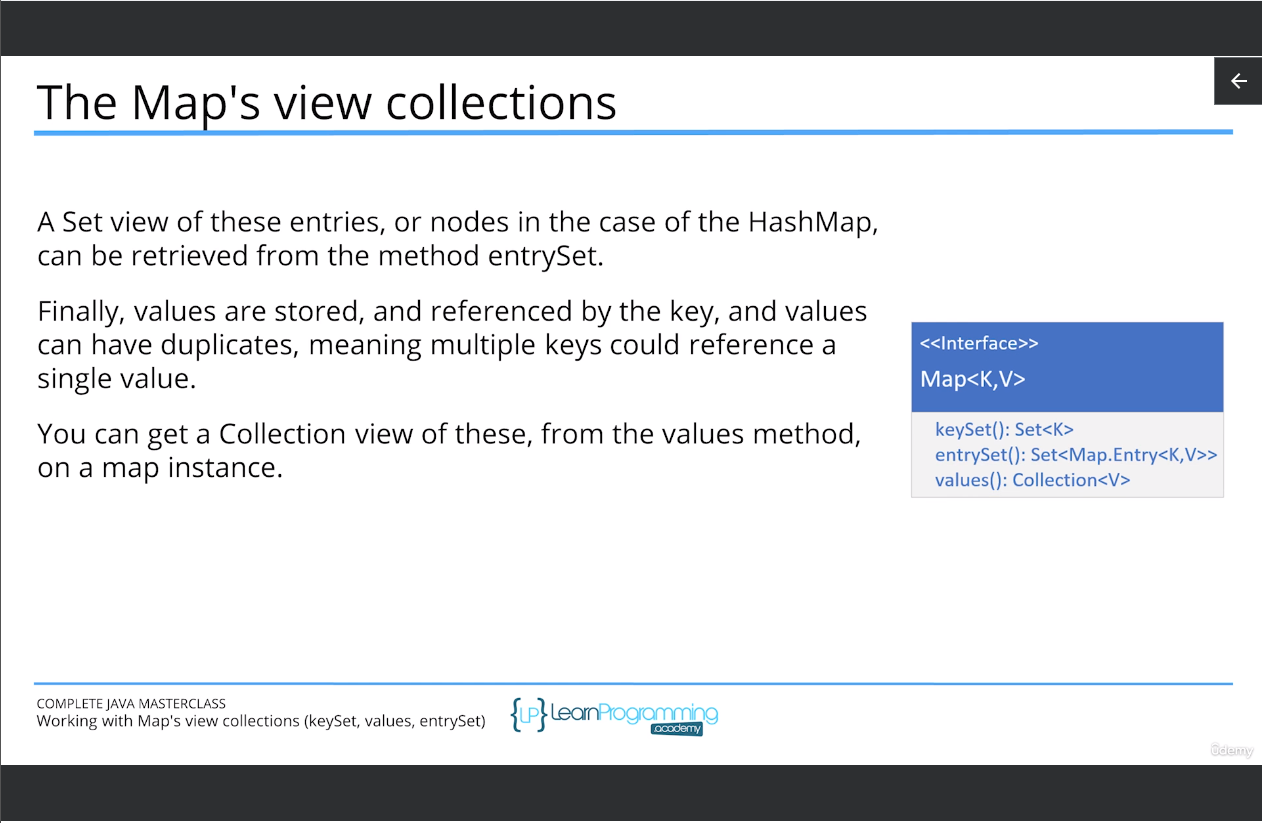 The Map's view collections
A Set view of these entries, or nodes in the case of the HashMap,
can be retrieved from the method entrySet.
Finally, values are stored, and referenced by the key, and values
can have duplicates, meaning multiple keys could reference a
single value.
You can get a Collection view of these, from the values method,
on a map instance.
<<Interface>>
Map<K,V>
keySet(): Set<K>
entrySet(): Set<Map.Entry<K,V>>
values(): Collection<V>
COMPLETE JAVA MASTERCLASS
Working with Map's view collections (keySet, values, entrySet)
{LP} LearnProgramming
.academy
ûdemy